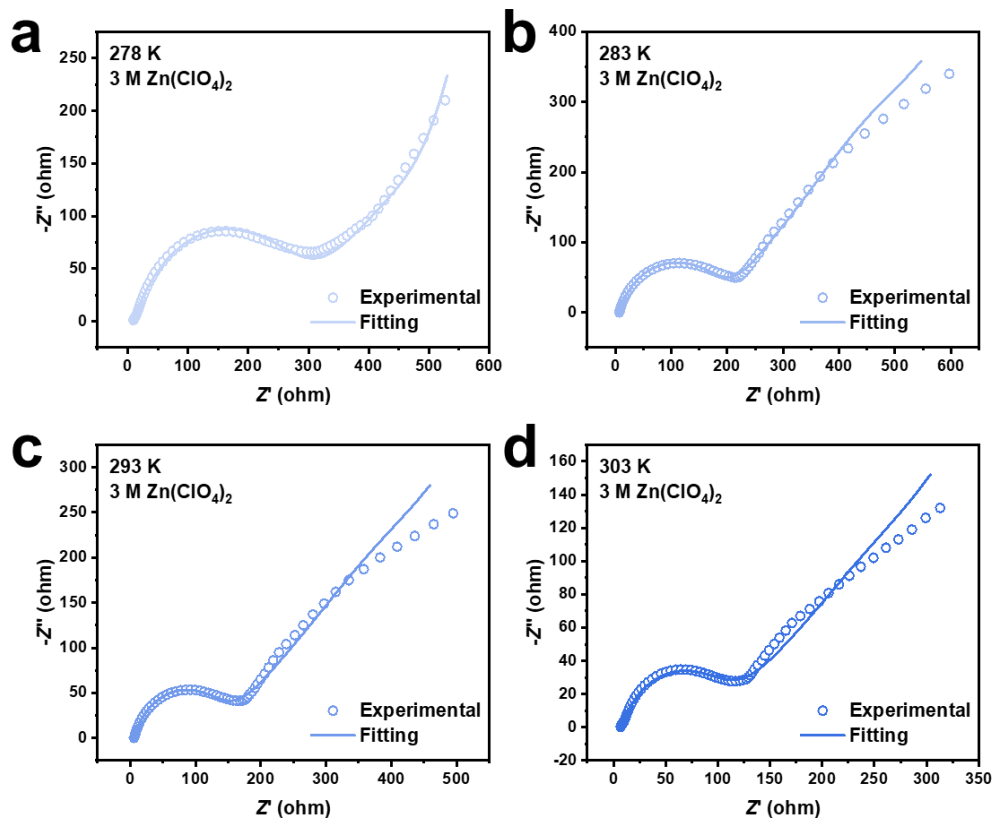 a
278 K
3 M Zn(ClO₄)₂
250
200
150
100
50
0
-Z'' (ohm)
Experimental
Fitting
0 100 200 300 400 500 600
Z' (ohm)
b
283 K
3 M Zn(ClO₄)₂
400
300
200
100
0
-Z'' (ohm)
Experimental
Fitting
0 100 200 300 400 500 600
Z' (ohm)
c
293 K
3 M Zn(ClO₄)₂
300
250
200
150
100
50
0
-Z'' (ohm)
Experimental
Fitting
0 100 200 300 400 500
Z' (ohm)
d
303 K
3 M Zn(ClO₄)₂
160
140
120
100
80
60
40
20
0
-20
-Z'' (ohm)
Experimental
Fitting
0 50 100 150 200 250 300 350
Z' (ohm)